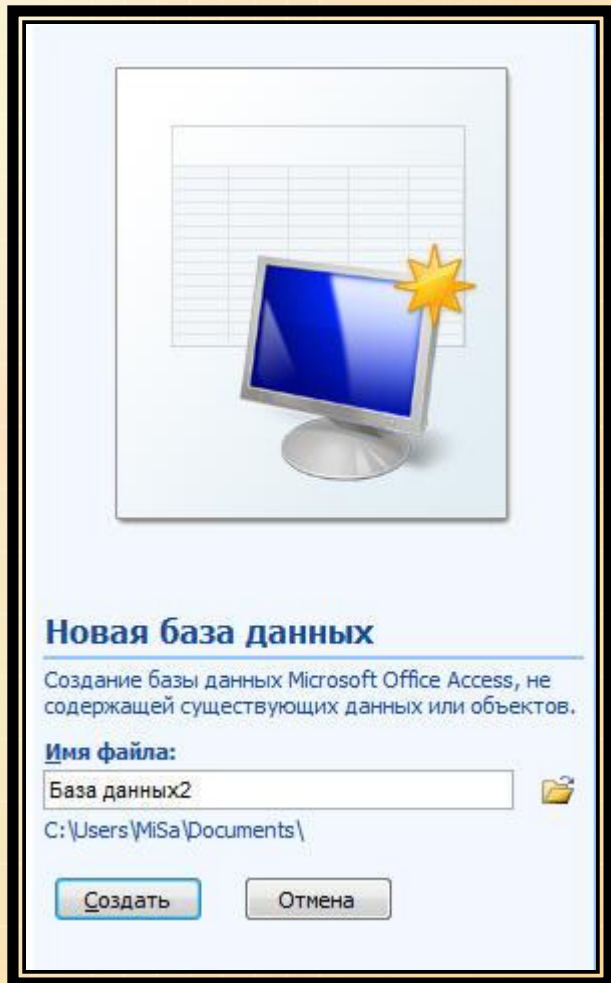 Новая база данных
Создание базы данных Microsoft Office Access, не
содержащей существующих данных или объектов.
Имя файла:
База данных2
C:\Users\MiSa\Documents\
Создать
Отмена